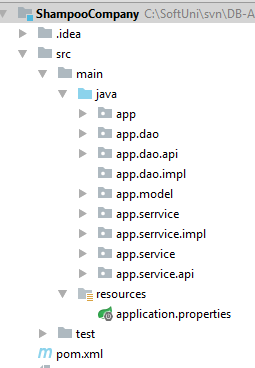 ShampooCompany C:\SoftUni\svn\DB-A
.idea
src
main
java
app
app.dao
app.dao.api
app.dao.impl
app.model
app.serrvice
app.serrvice.impl
app.service
app.service.api
resources
application.properties
test
pom.xml